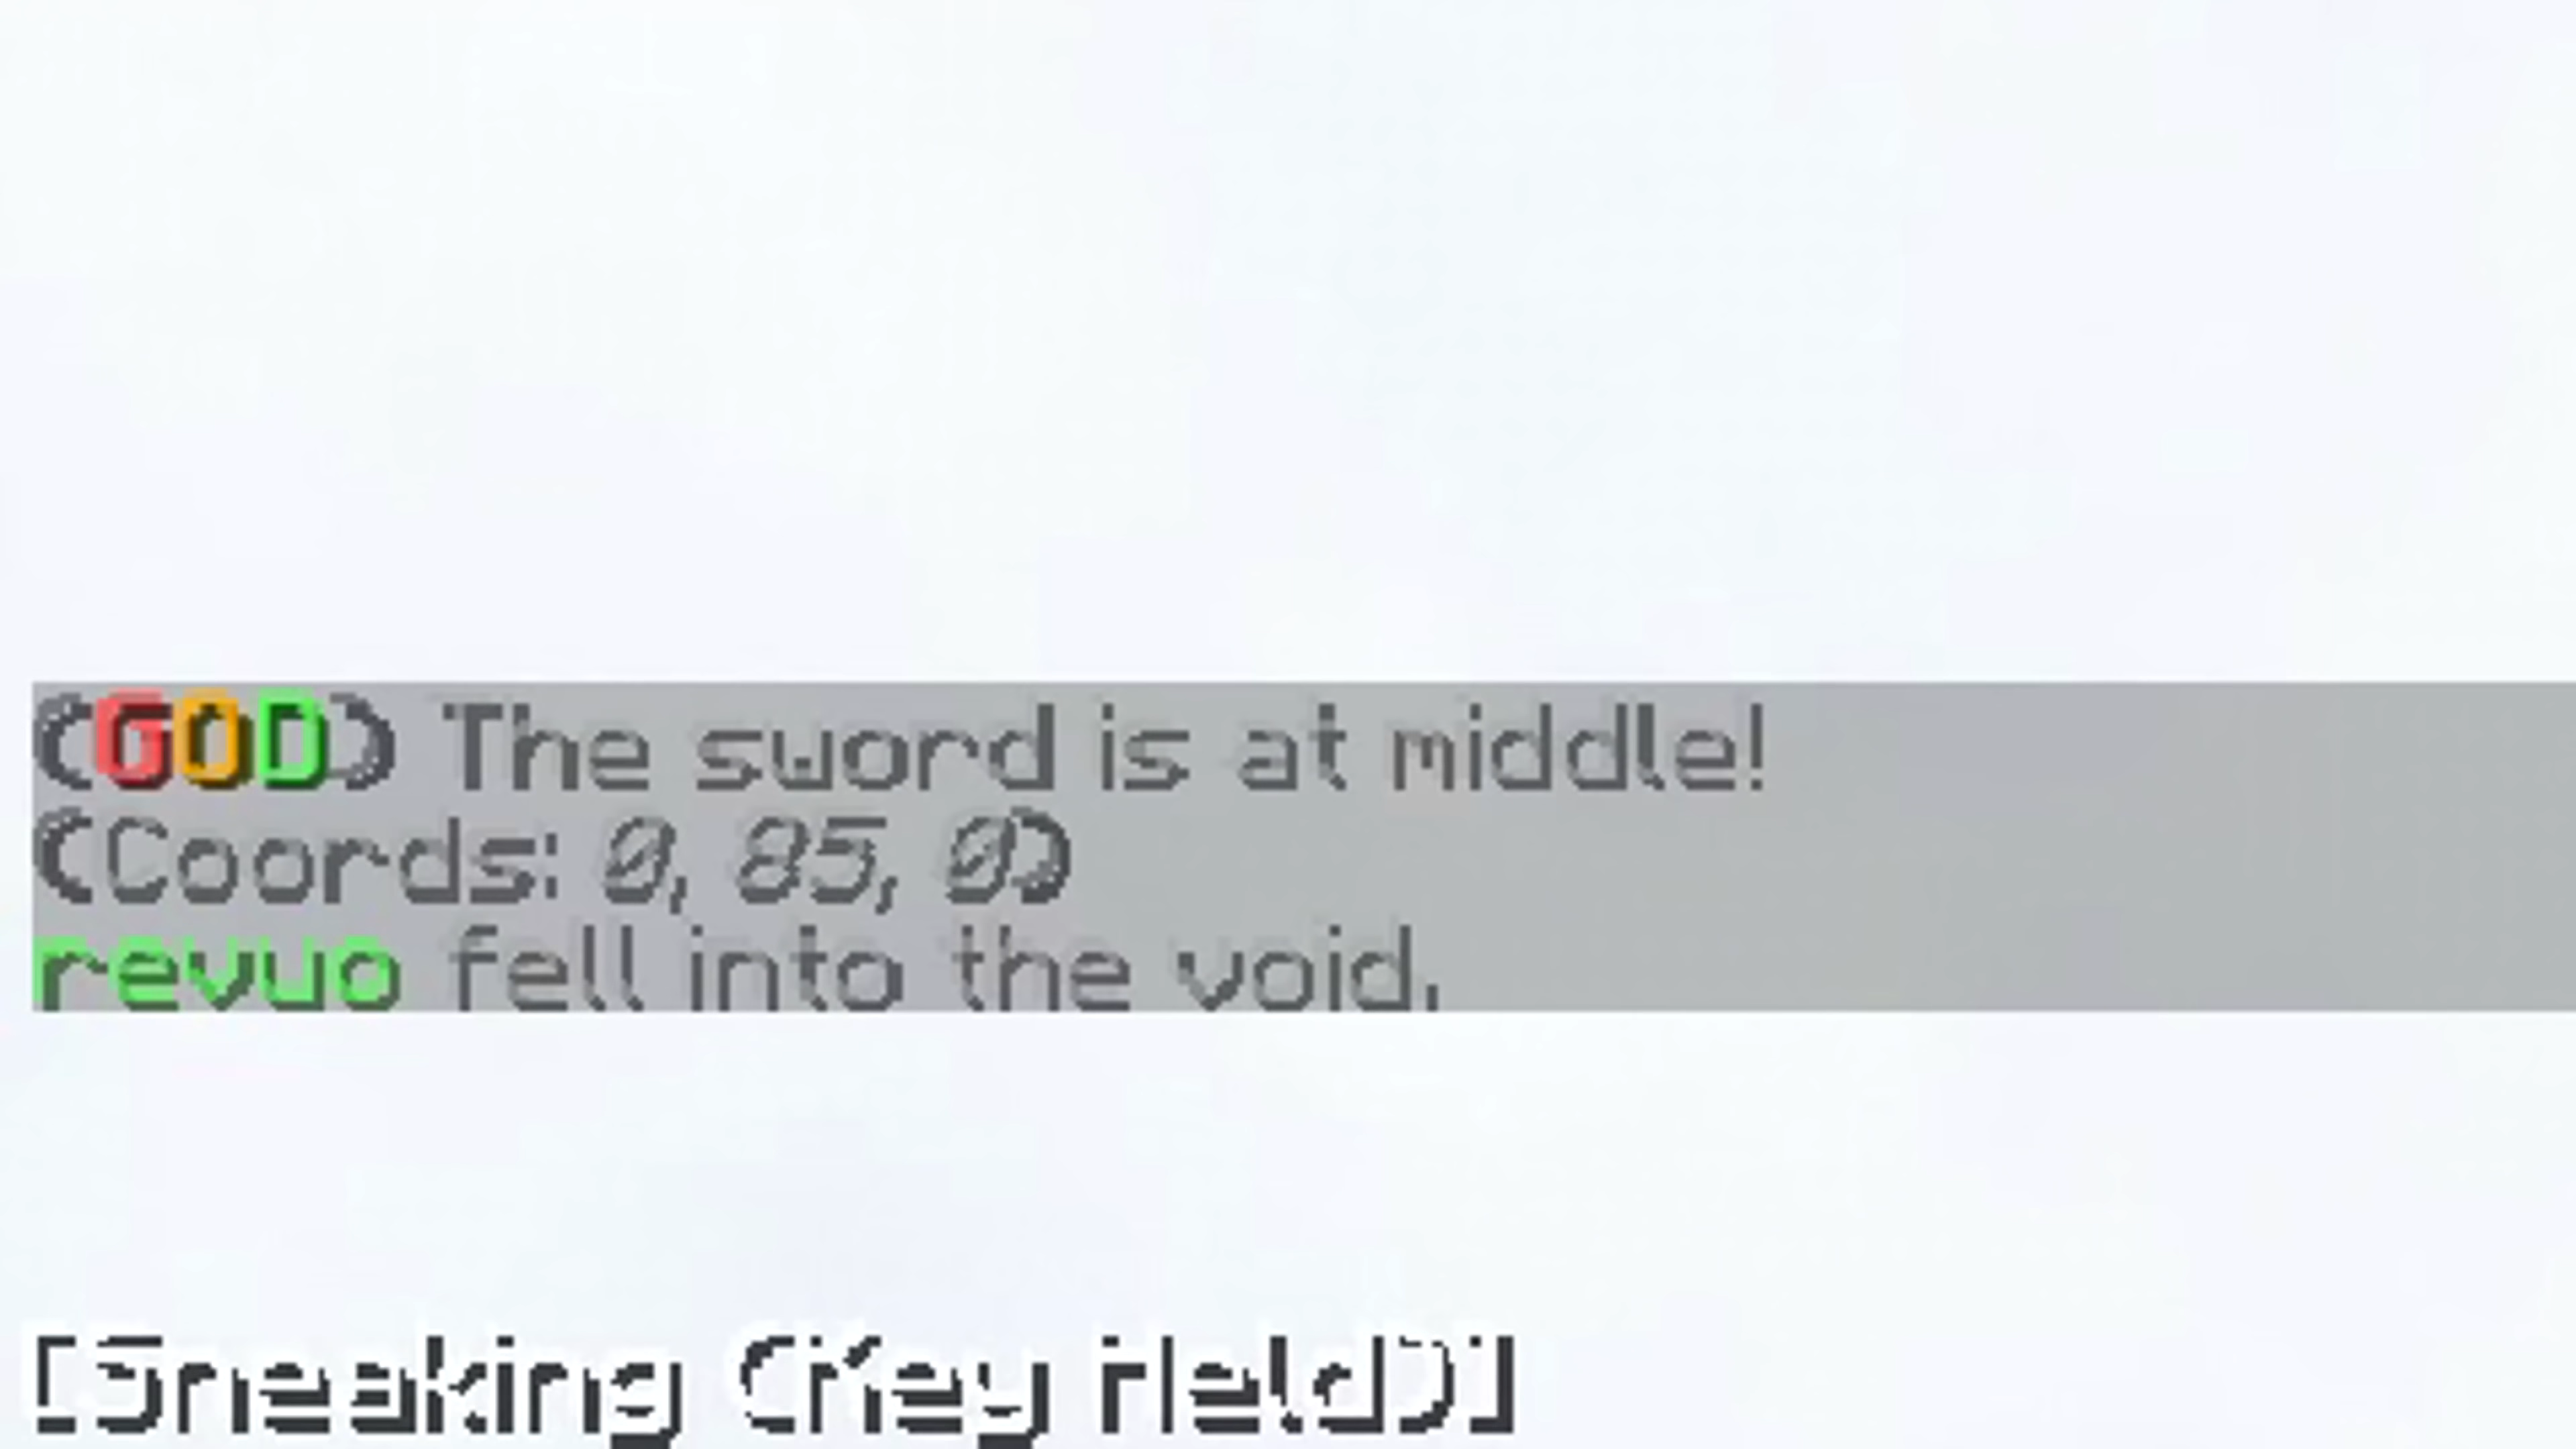 (GOD) The sword is at middle!
(Coords: 0, 85, 0)
revuo fell into the void.
[Sneaking (Key Held)]